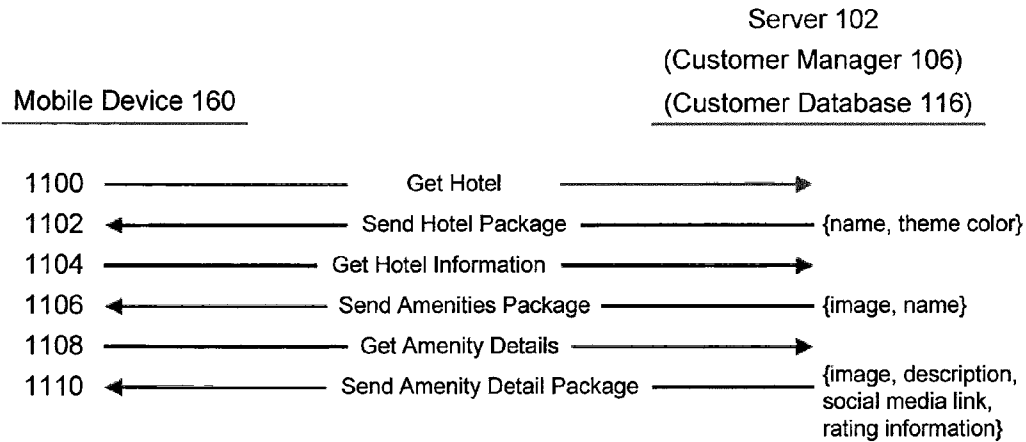 Server 102
(Customer Manager 106)
Mobile Device 160
(Customer Database 116)
1100 Get Hotel
1102 Send Hotel Package {name, theme color}
1104 Get Hotel Information
1106 Send Amenities Package {image, name}
1108 Get Amenity Details
1110 Send Amenity Detail Package {image, description,
social media link,
rating information}